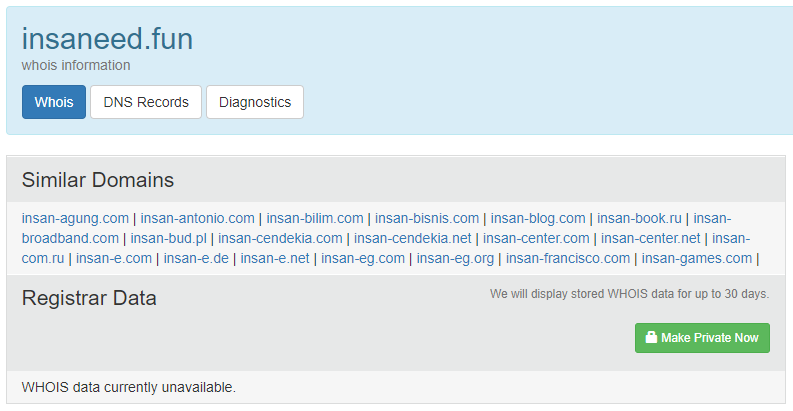 insaneed.fun
whois information
Whois DNS Records Diagnostics
Similar Domains
insan-agung.com | insan-antonio.com | insan-bilim.com | insan-bisnis.com | insan-blog.com | insan-book.ru | insan-
broadband.com | insan-bud.pl | insan-cendekia.com | insan-cendekia.net | insan-center.com | insan-center.net | insan-
com.ru | insan-e.com | insan-e.de | insan-e.net | insan-eg.com | insan-eg.org | insan-francisco.com | insan-games.com |
Registrar Data
We will display stored WHOIS data for up to 30 days.
Make Private Now
WHOIS data currently unavailable.